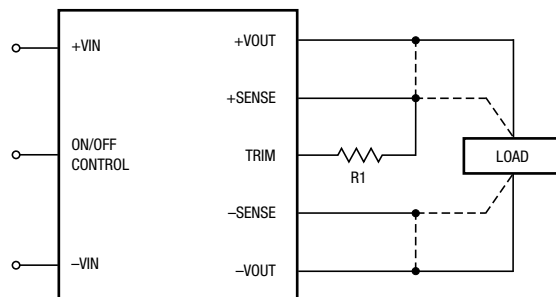 +VIN
+VOUT
+SENSE
ON/OFF
CONTROL
TRIM
R1
LOAD
–SENSE
–VIN
–VOUT